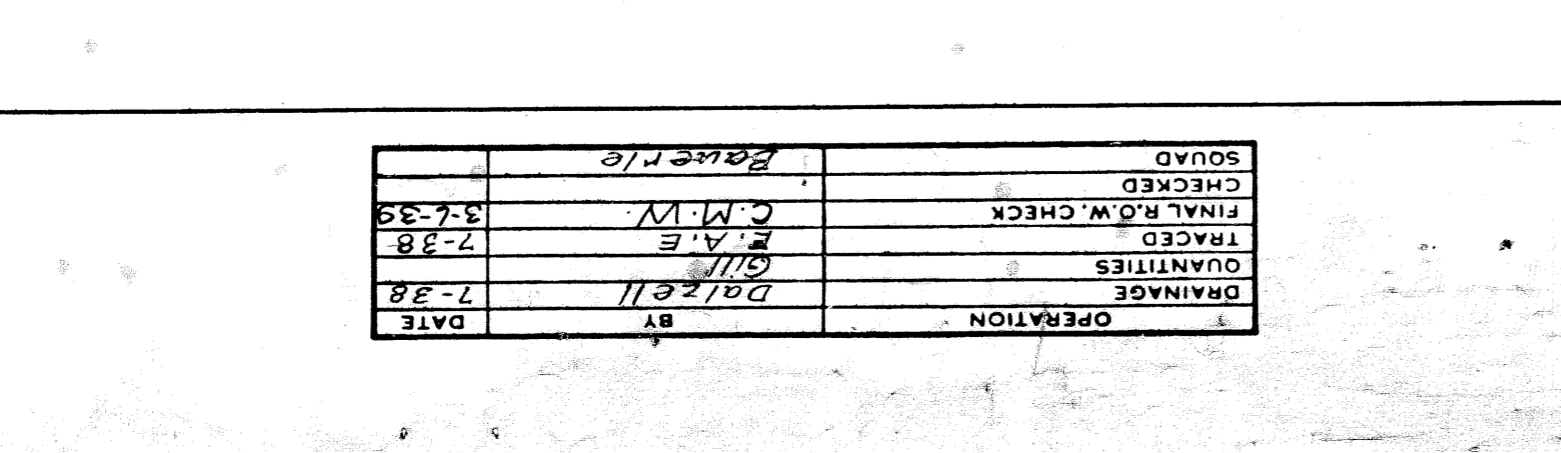 OPERATION BY DATE
DRAINAGE Dalzell 7-38
QUANTITIES Gill
TRACED E.A.E 7-38
FINAL R.O.W. CHECK C.M.W. 3-6-39
CHECKED
SQUAD Bauerle